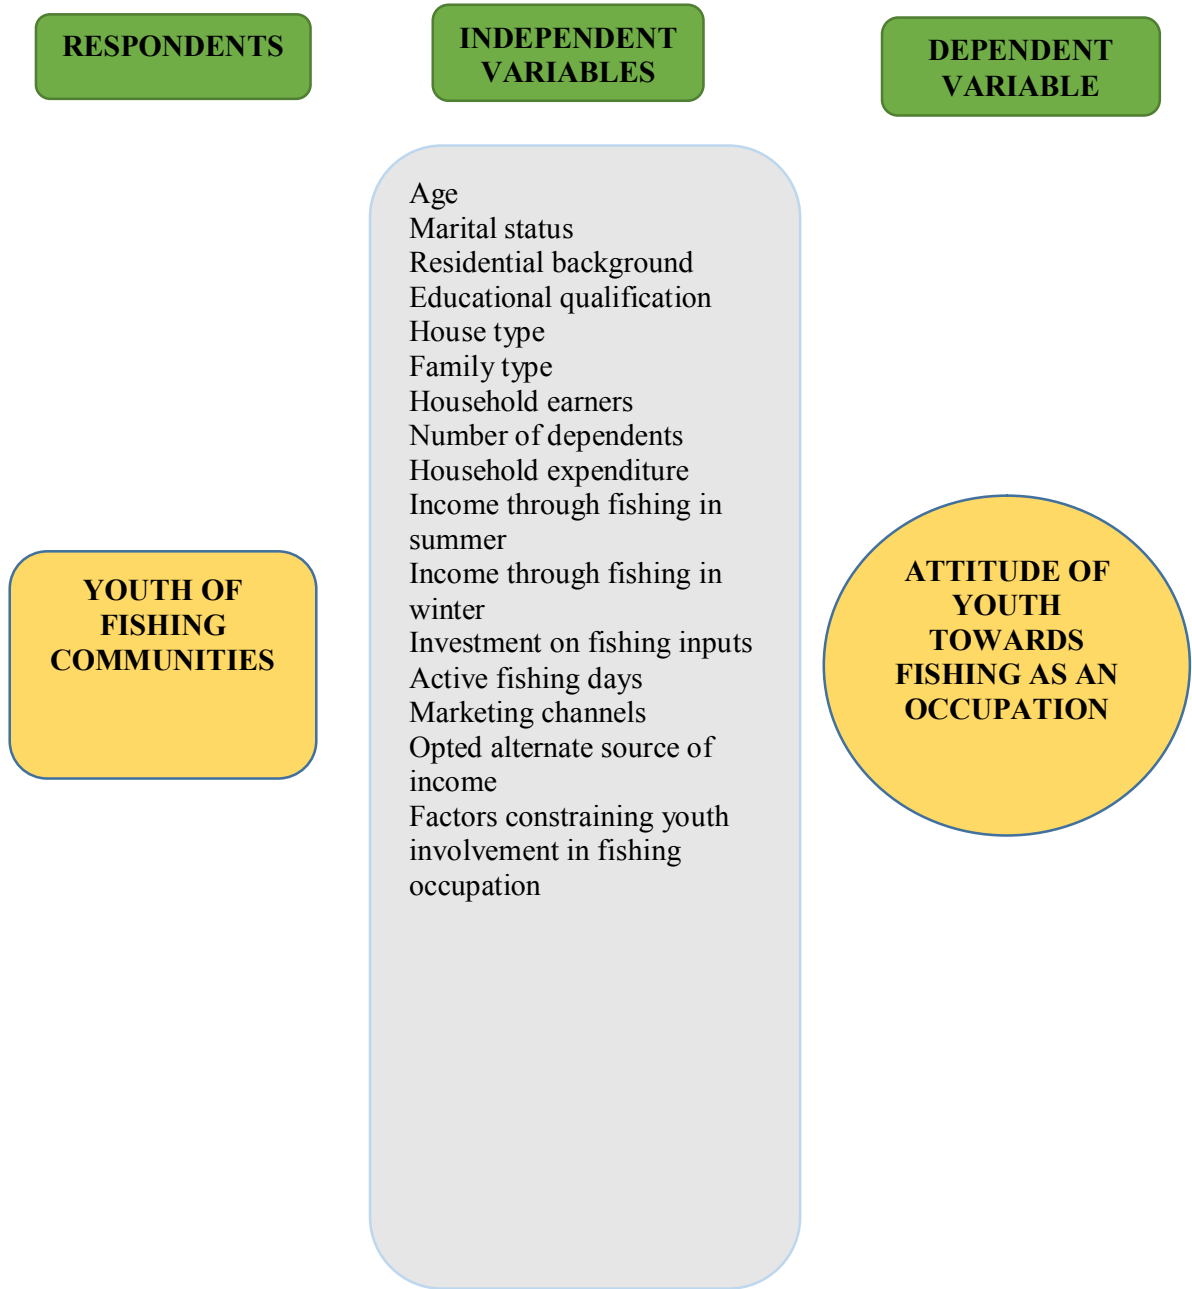 RESPONDENTS
INDEPENDENT
VARIABLES
DEPENDENT
VARIABLE
Age
Marital status
Residential background
Educational qualification
House type
Family type
Household earners
Number of dependents
Household expenditure
Income through fishing in
summer
Income through fishing in
winter
Investment on fishing inputs
Active fishing days
Marketing channels
Opted alternate source of
income
Factors constraining youth
involvement in fishing
occupation
YOUTH OF
FISHING
COMMUNITIES
ATTITUDE OF
YOUTH
TOWARDS
FISHING AS AN
OCCUPATION